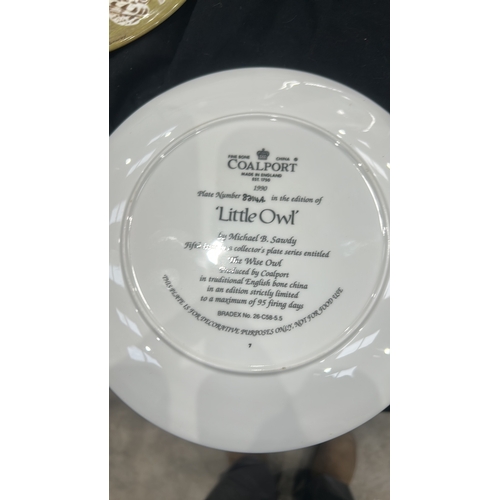 FINE BONE CHINA ®
COALPORT
MADE IN ENGLAND
EST. 1750
1990
Plate Number in the edition of
'Little Owl'
by Michael B. Sawdy
collector's plate series entitled
The Wise Owl
Produced by Coalport
in traditional English bone china
in an edition strictly limited
to a maximum of 95 firing days
THIS PLATE IS FOR DECORATIVE PURPOSES ONLY, NOT FOR FOOD USE
BRADEX No. 26-C58-5.5